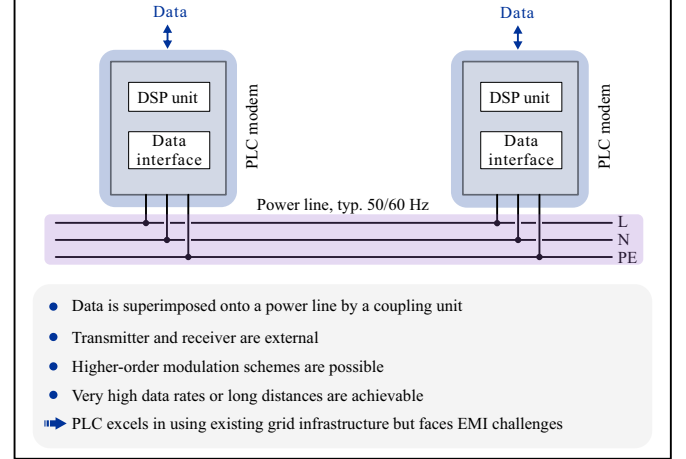 Data
Data
DSP unit
Data
interface
PLC modem
DSP unit
Data
interface
PLC modem
Power line, typ. 50/60 Hz
L
N
PE
Data is superimposed onto a power line by a coupling unit
Transmitter and receiver are external
Higher-order modulation schemes are possible
Very high data rates or long distances are achievable
PLC excels in using existing grid infrastructure but faces EMI challenges